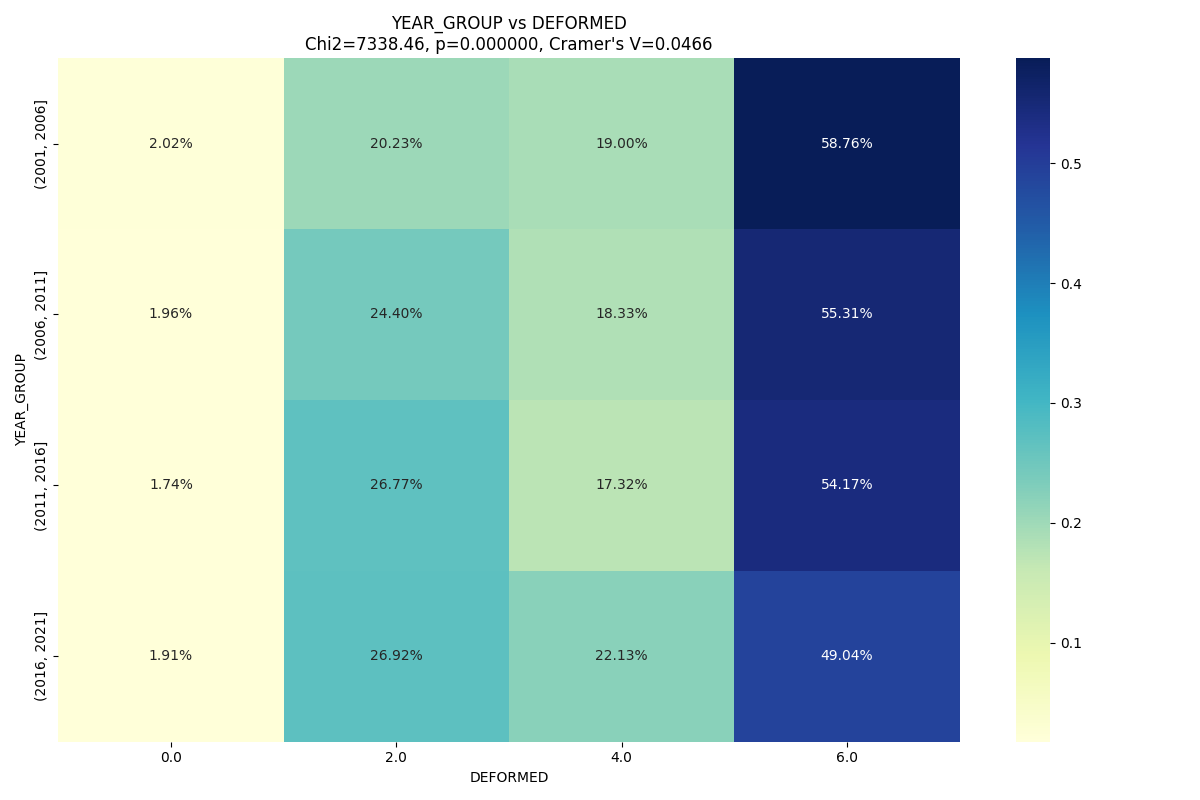 YEAR_GROUP vs DEFORMED
Chi2=7338.46, p=0.000000, Cramer's V=0.0466
YEAR_GROUP
(2001, 2006]
2.02% 20.23% 19.00% 58.76%
(2006, 2011]
1.96% 24.40% 18.33% 55.31%
(2011, 2016]
1.74% 26.77% 17.32% 54.17%
(2016, 2021]
1.91% 26.92% 22.13% 49.04%
0.0 2.0 4.0 6.0
DEFORMED
0.5
0.4
0.3
0.2
0.1